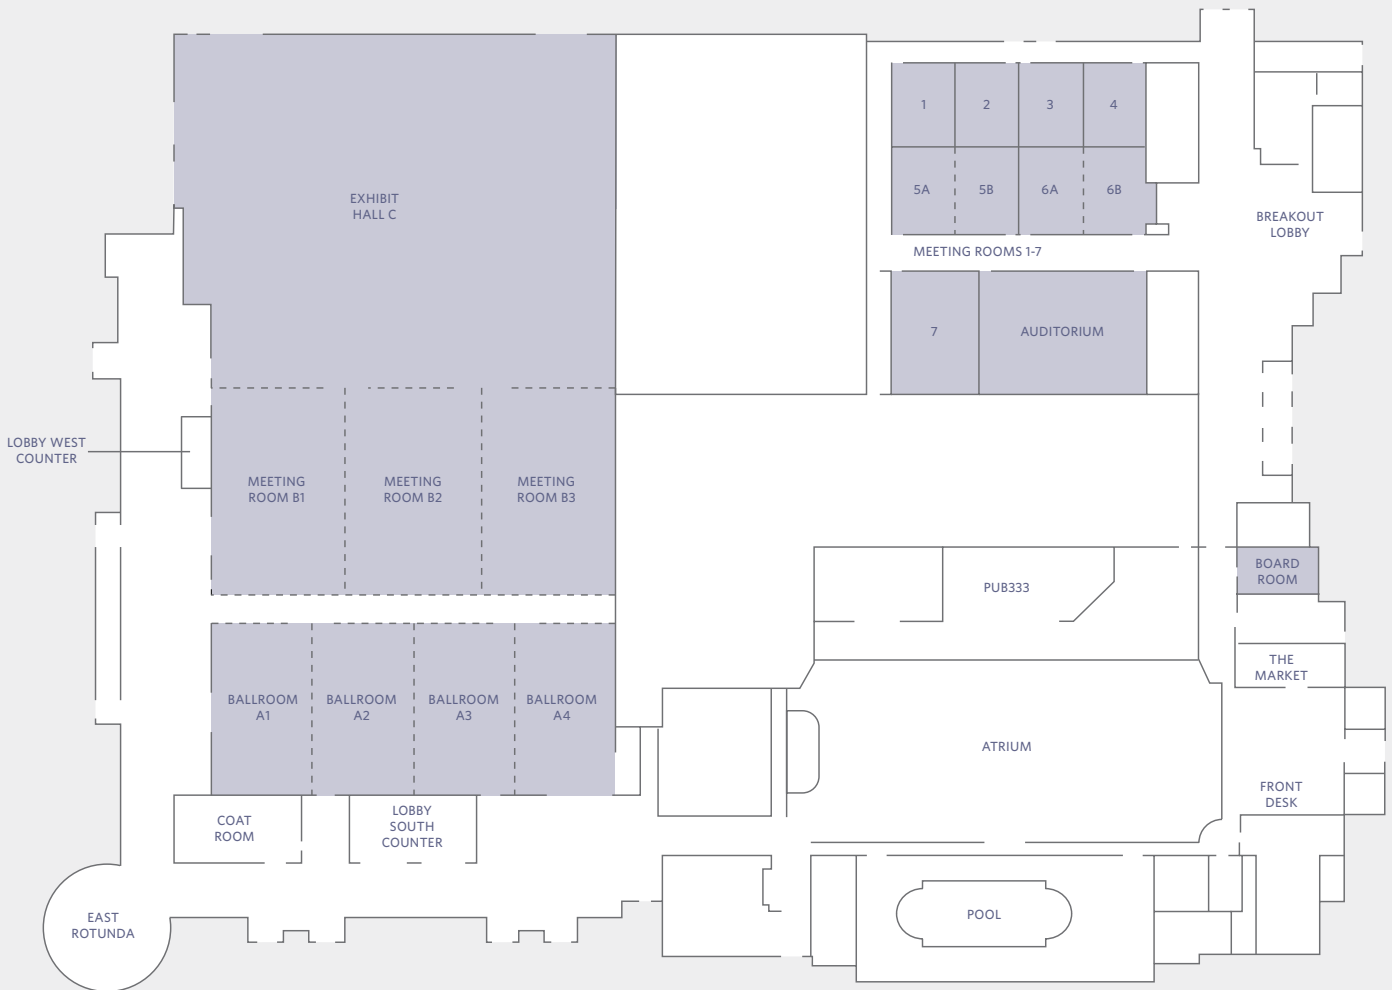 1
2
3
4
5A
5B
6A
6B
EXHIBIT
HALL C
BREAKOUT
LOBBY
MEETING ROOMS 1-7
7
AUDITORIUM
LOBBY WEST
COUNTER
MEETING
ROOM B1
MEETING
ROOM B2
MEETING
ROOM B3
BOARD
ROOM
PUB333
THE
MARKET
BALLROOM
A1
BALLROOM
A2
BALLROOM
A3
BALLROOM
A4
ATRIUM
FRONT
DESK
COAT
ROOM
LOBBY
SOUTH
COUNTER
EAST
ROTUNDA
POOL